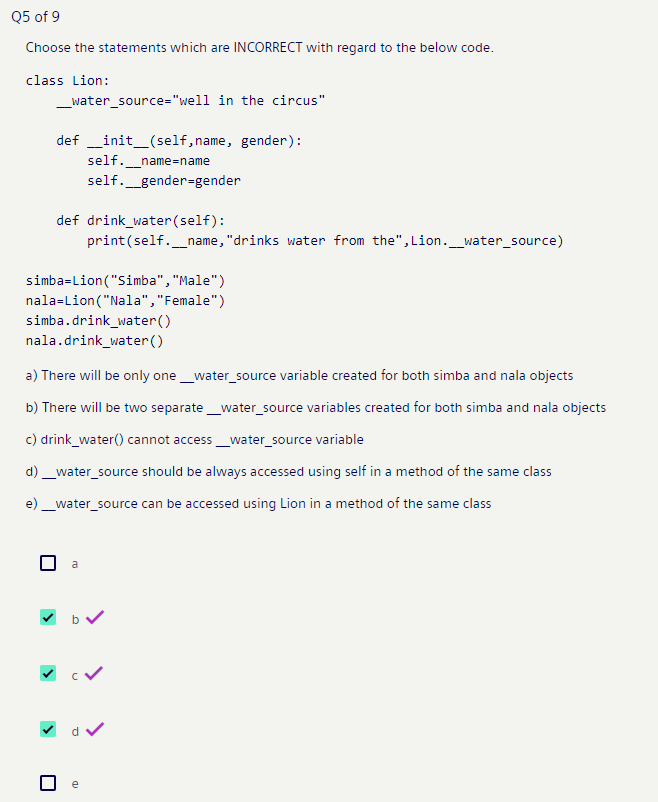 Q5 of 9
Choose the statements which are INCORRECT with regard to the below code.
class Lion:
    __water_source="well in the circus"
    def __init__(self,name, gender):
        self.__name=name
        self.__gender=gender
    def drink_water(self):
        print(self.__name,"drinks water from the",Lion.__water_source)
simba=Lion("Simba","Male")
nala=Lion("Nala","Female")
simba.drink_water()
nala.drink_water()
a) There will be only one __water_source variable created for both simba and nala objects
b) There will be two separate __water_source variables created for both simba and nala objects
c) drink_water() cannot access __water_source variable
d) __water_source should be always accessed using self in a method of the same class
e) __water_source can be accessed using Lion in a method of the same class
a
b
c
d
e